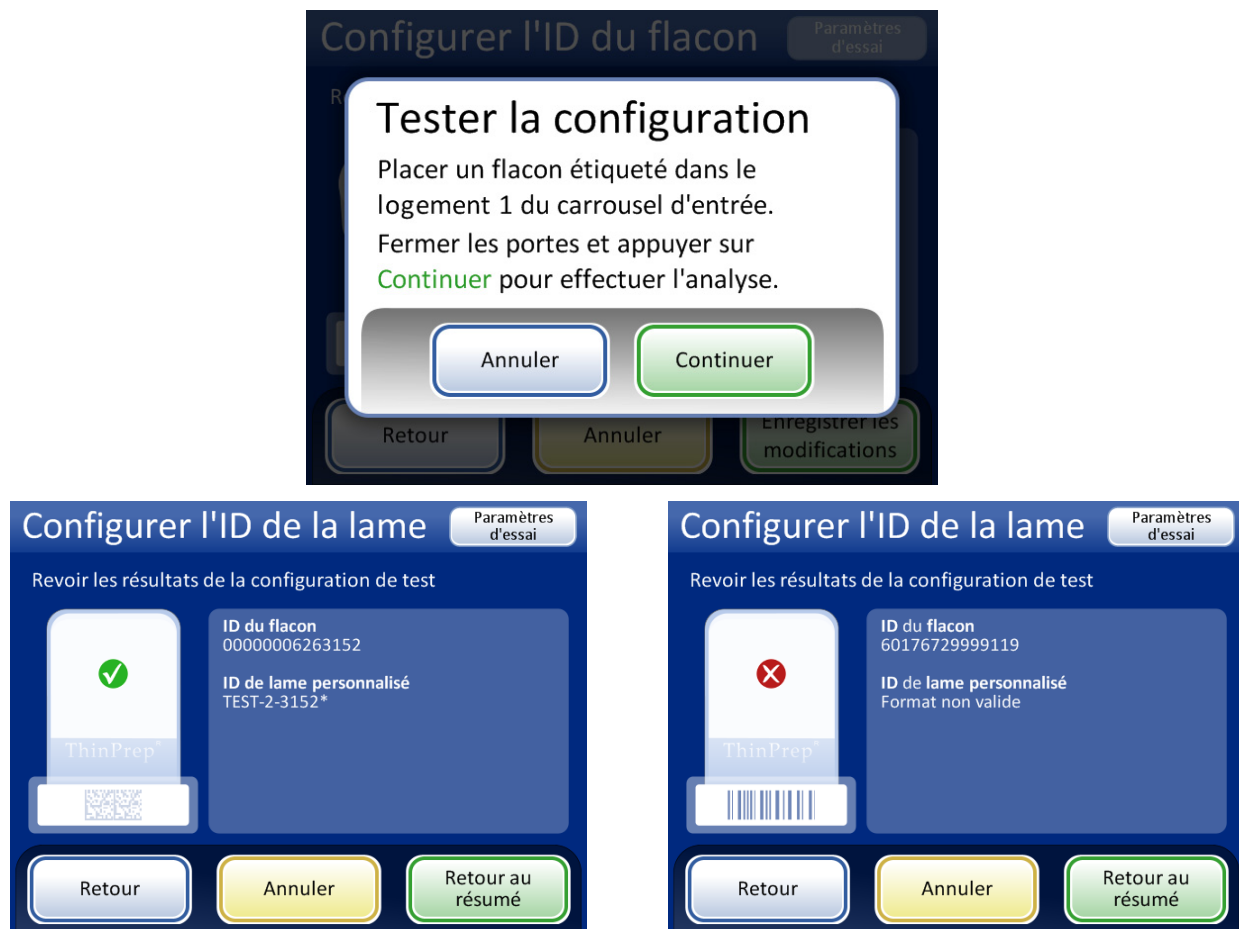 Configurer l'ID du flacon
Paramètres
d'essai
R
Tester la configuration
Placer un flacon étiqueté dans le
logement 1 du carrousel d'entrée.
Fermer les portes et appuyer sur
Continuer pour effectuer l'analyse.
Annuler
Continuer
Retour
Annuler
Enregistrer les
modifications
Configurer l'ID de la lame
Paramètres
d'essai
Revoir les résultats de la configuration de test
ID du flacon
00000006263152
ID de lame personnalisé
TEST-2-3152*
ThinPrep®
Retour
Annuler
Retour au
résumé
Configurer l'ID de la lame
Paramètres
d'essai
Revoir les résultats de la configuration de test
ID du flacon
60176729999119
ID de lame personnalisé
Format non valide
ThinPrep®
Retour
Annuler
Retour au
résumé